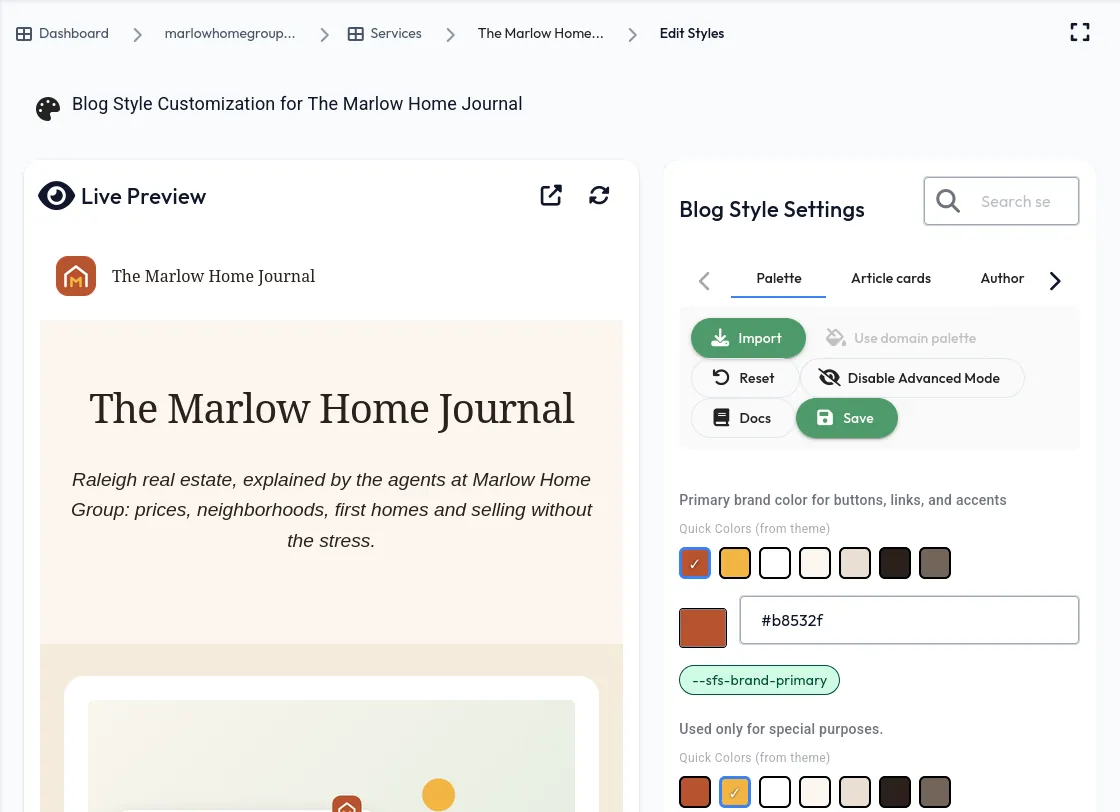 Dashboard
marlowhomegroup...
Services
The Marlow Home...
Edit Styles
Blog Style Customization for The Marlow Home Journal
Live Preview
The Marlow Home Journal
The Marlow Home Journal
Raleigh real estate, explained by the agents at Marlow Home
Group: prices, neighborhoods, first homes and selling without
the stress.
Blog Style Settings
Search se
Palette
Article cards
Author
Import
Use domain palette
Reset
Disable Advanced Mode
Docs
Save
Primary brand color for buttons, links, and accents
Quick Colors (from theme)
#b8532f
--sfs-brand-primary
Used only for special purposes.
Quick Colors (from theme)